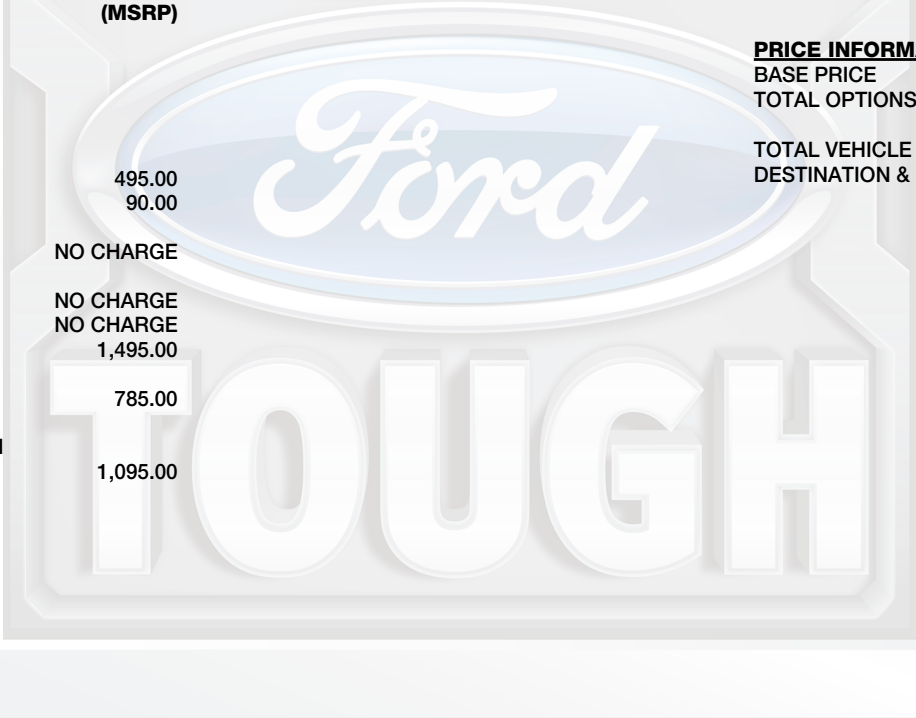 (MSRP)
495.00
90.00
NO CHARGE
NO CHARGE
NO CHARGE
1,495.00
785.00
1,095.00
PRICE INFORMA
BASE PRICE
TOTAL OPTIONS
TOTAL VEHICLE
DESTINATION &
Ford
TOUGH